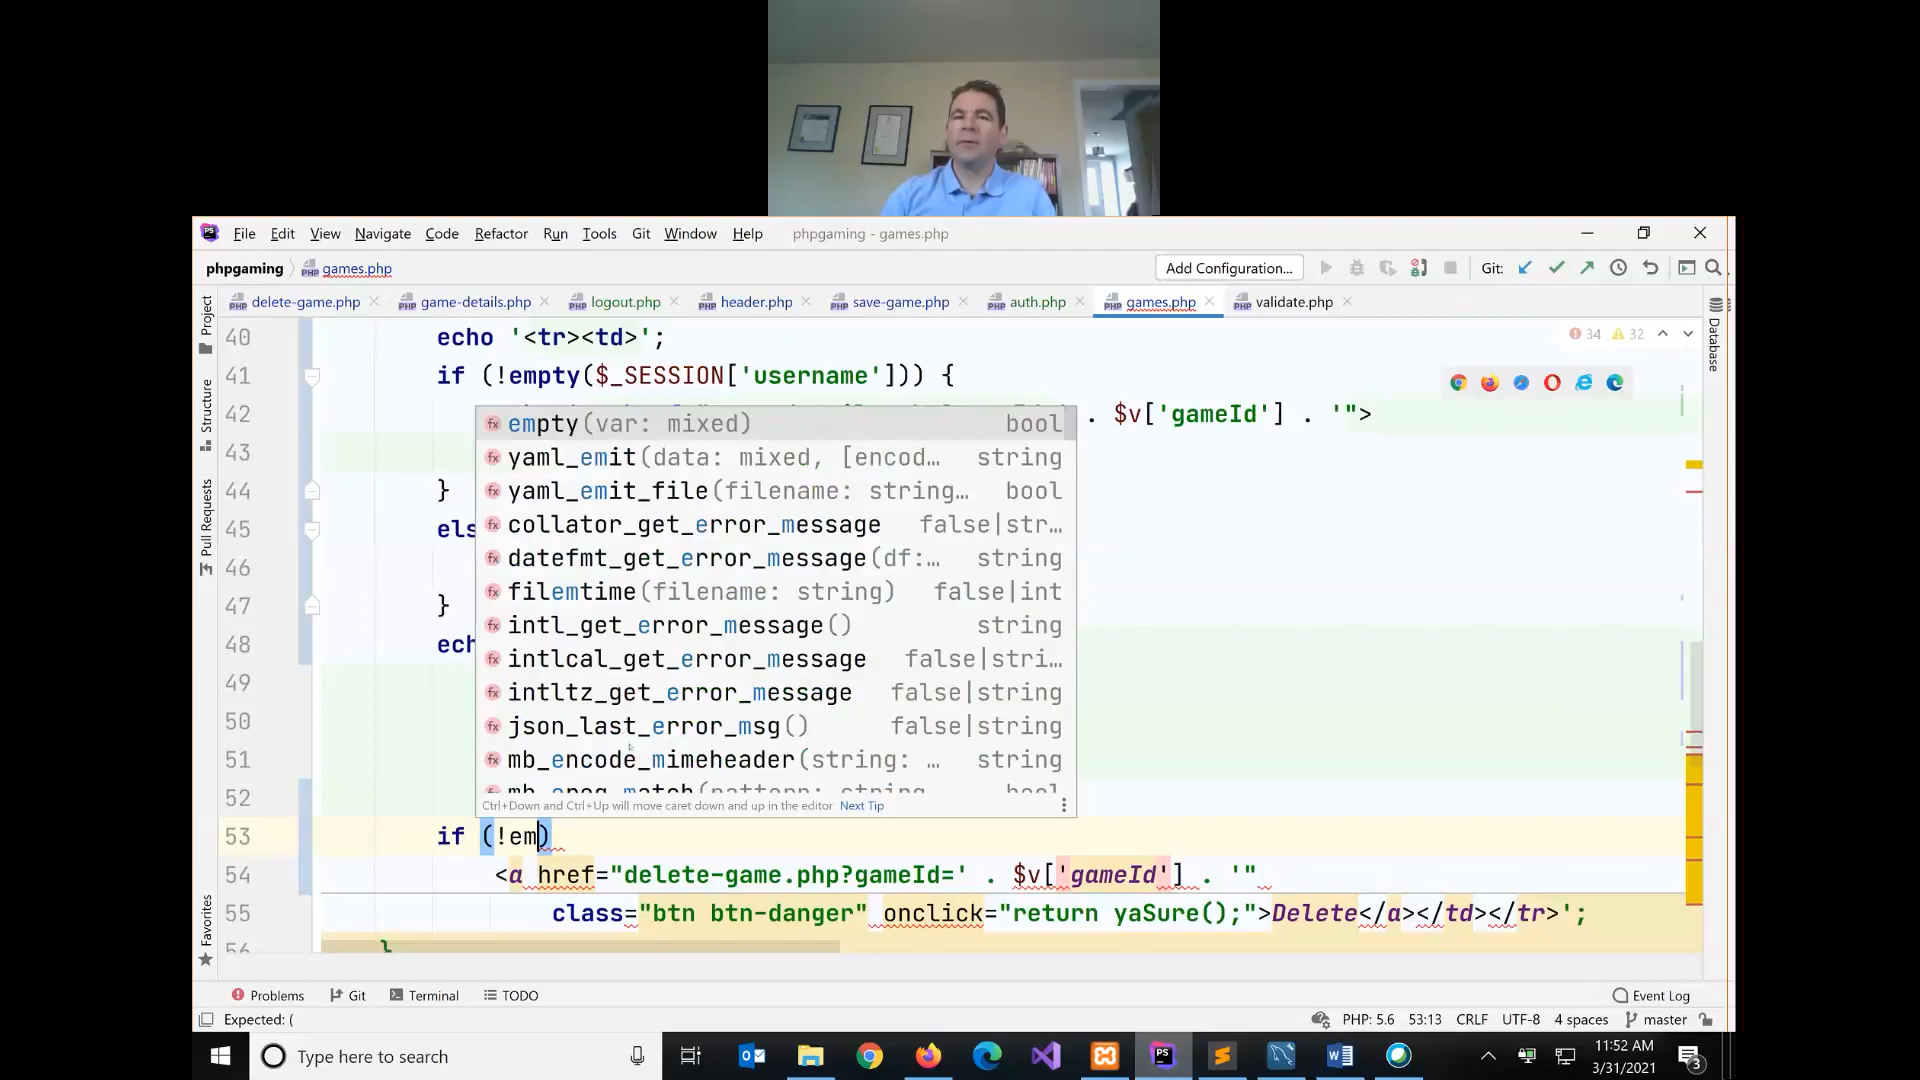 File Edit View Navigate Code Refactor Run Tools Git Window Help phpgaming - games.php
phpgaming games.php Add Configuration... Git:
delete-game.php game-details.php logout.php header.php save-game.php auth.php games.php validate.php
Project
Structure
Pull Requests
Favorites
Database
34 32
40 echo '<tr><td>';
41 if (!empty($_SESSION['username'])) {
42 . $v['gameId'] . '">
43
44 }
45 els
46
47 }
48 ech
49
50
51
52
empty(var: mixed) bool
yaml_emit(data: mixed, [encod… string
yaml_emit_file(filename: string… bool
collator_get_error_message false|str…
datefmt_get_error_message(df:… string
filemtime(filename: string) false|int
intl_get_error_message() string
intlcal_get_error_message false|stri…
intltz_get_error_message false|string
json_last_error_msg() false|string
mb_encode_mimeheader(string: … string
Ctrl+Down and Ctrl+Up will move caret down and up in the editor Next Tip
53 if (!em)
54 <a href="delete-game.php?gameId=' . $v['gameId'] . '"
55 class="btn btn-danger" onclick="return yaSure();">Delete</a></td></tr>';
56 }
Problems Git Terminal TODO Event Log
Expected: ( PHP: 5.6 53:13 CRLF UTF-8 4 spaces master
Type here to search
11:52 AM
3/31/2021
3